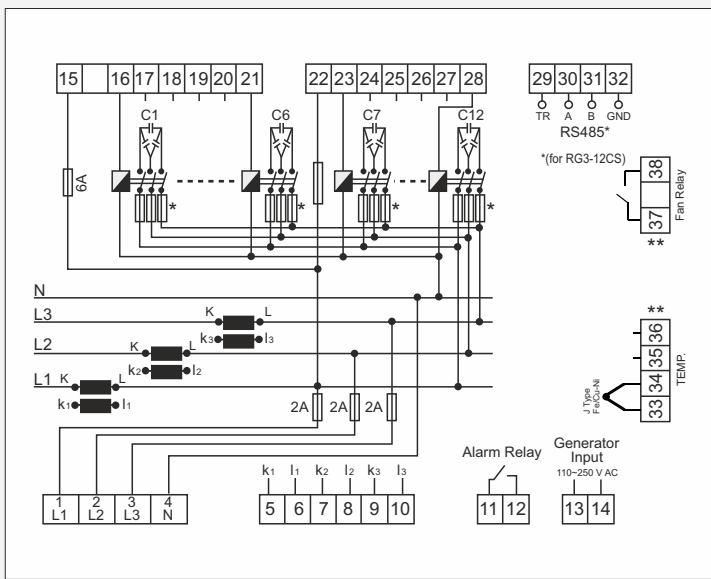 15 16 17 18 19 20 21
22 23 24 25 26 27 28
29 30 31 32
TR A B GND
RS485*
C1 C6 C7 C12
*(for RG3-12CS)
6A
* * * *
38
37
Fan Relay
**
N
L3 K L
k3 l3
L2 K L
k2 l2
L1 K L
k1 l1
2A 2A 2A
**
36
35
34
33
TEMP.
J Type
Fe/Cu-Ni
1 2 3 4
L1 L2 L3 N
k1 l1 k2 l2 k3 l3
5 6 7 8 9 10
Alarm Relay
11 12
Generator
Input
110~250 V AC
13 14